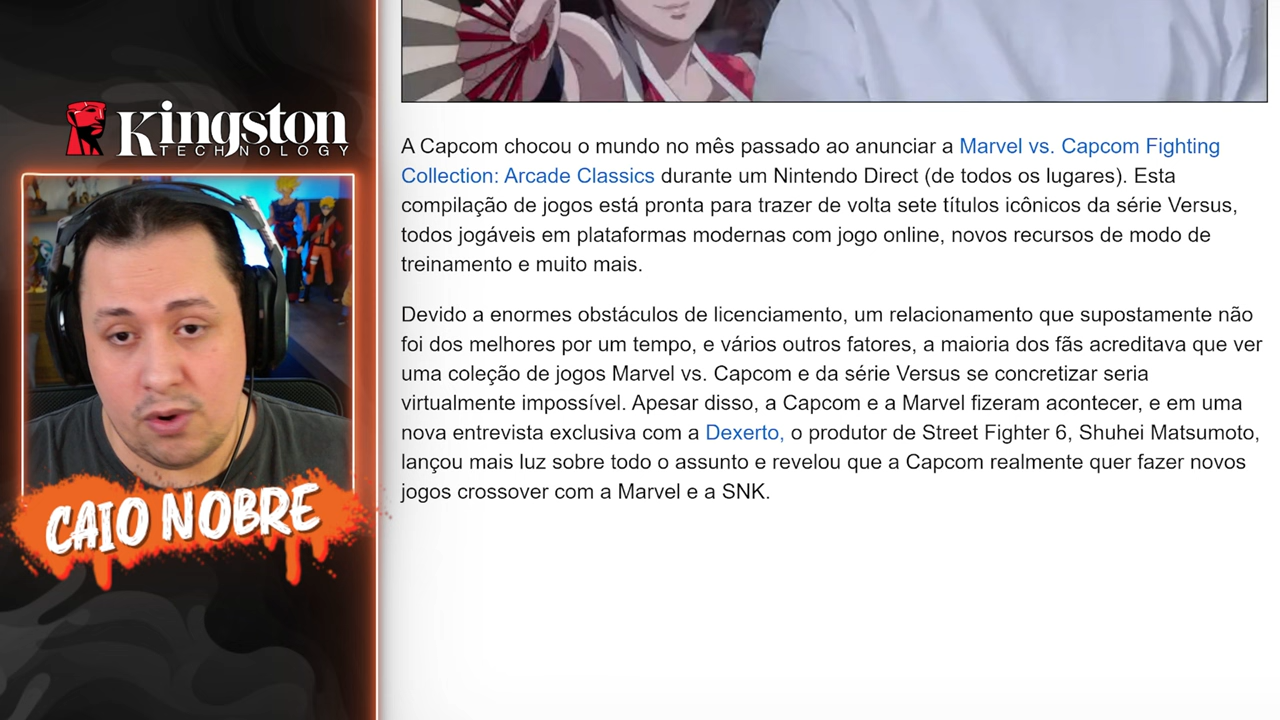 Kingston
TECHNOLOGY
CAIO NOBRE
A Capcom chocou o mundo no mês passado ao anunciar a Marvel vs. Capcom Fighting
Collection: Arcade Classics durante um Nintendo Direct (de todos os lugares). Esta
compilação de jogos está pronta para trazer de volta sete títulos icônicos da série Versus,
todos jogáveis em plataformas modernas com jogo online, novos recursos de modo de
treinamento e muito mais.
Devido a enormes obstáculos de licenciamento, um relacionamento que supostamente não
foi dos melhores por um tempo, e vários outros fatores, a maioria dos fãs acreditava que ver
uma coleção de jogos Marvel vs. Capcom e da série Versus se concretizar seria
virtualmente impossível. Apesar disso, a Capcom e a Marvel fizeram acontecer, e em uma
nova entrevista exclusiva com a Dexerto, o produtor de Street Fighter 6, Shuhei Matsumoto,
lançou mais luz sobre todo o assunto e revelou que a Capcom realmente quer fazer novos
jogos crossover com a Marvel e a SNK.